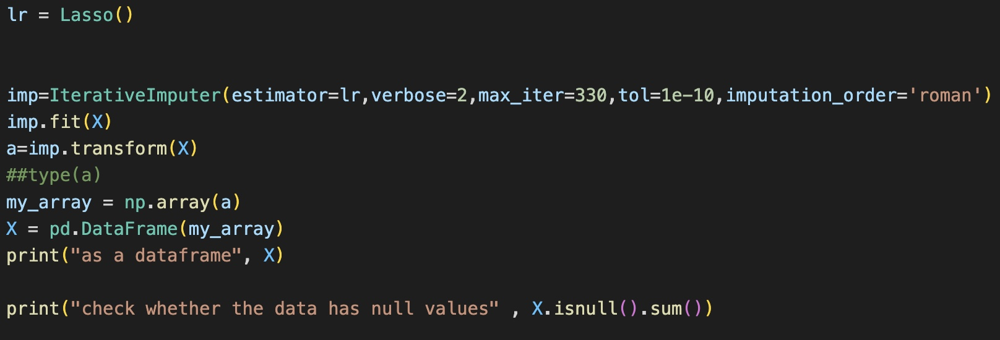 lr = Lasso()
imp=IterativeImputer(estimator=lr,verbose=2,max_iter=330,tol=1e-10,imputation_order='roman')
imp.fit(X)
a=imp.transform(X)
##type(a)
my_array = np.array(a)
X = pd.DataFrame(my_array)
print("as a dataframe", X)
print("check whether the data has null values" , X.isnull().sum())